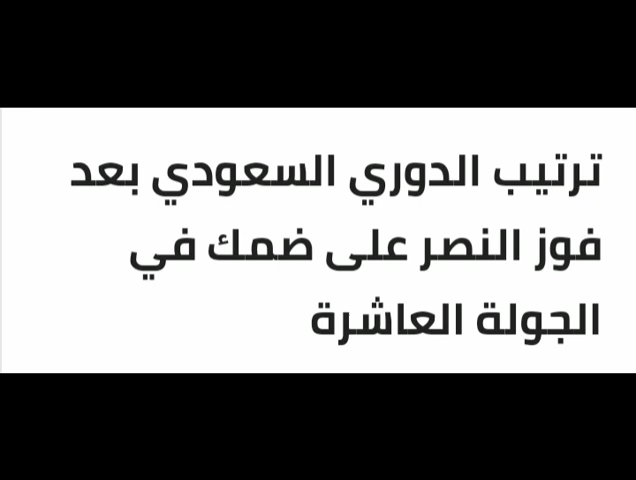 ترتيب الدوري السعودي بعد
فوز النصر على ضمك في
الجولة العاشرة